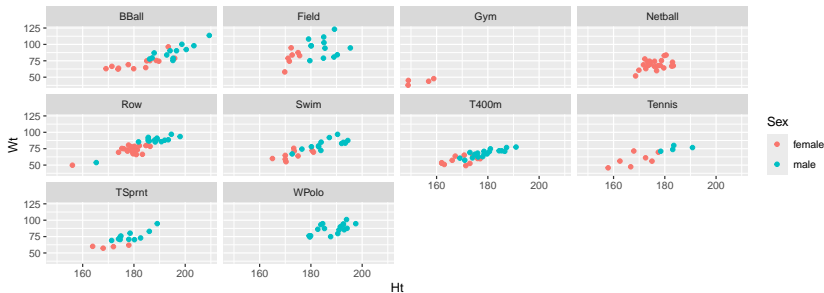 BBall Field Gym Netball
125
100
75
50
Row Swim T400m Tennis
125
100
75
50
160 180 200 160 180 200
TSprnt WPolo
125
100
75
50
160 180 200 160 180 200
Wt
Ht
Sex
female
male